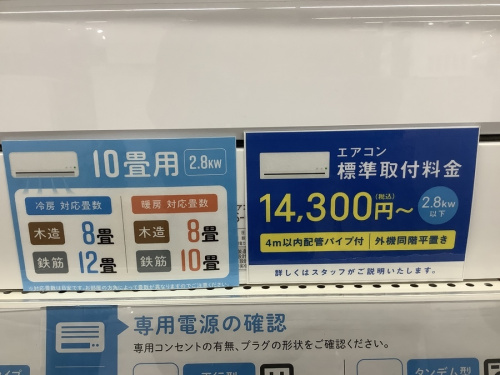 10畳用 2.8KW
冷房 対応畳数
木造 8畳
鉄筋 12畳
暖房 対応畳数
木造 8畳
鉄筋 10畳
エアコン
標準取付料金
14,300円(税込)～ 2.8kw以下
4m以内配管パイプ付 外機同階平置き
詳しくはスタッフがご説明いたします。
専用電源の確認
専用コンセントの有無、プラグの形状をご確認ください。
タンデム型